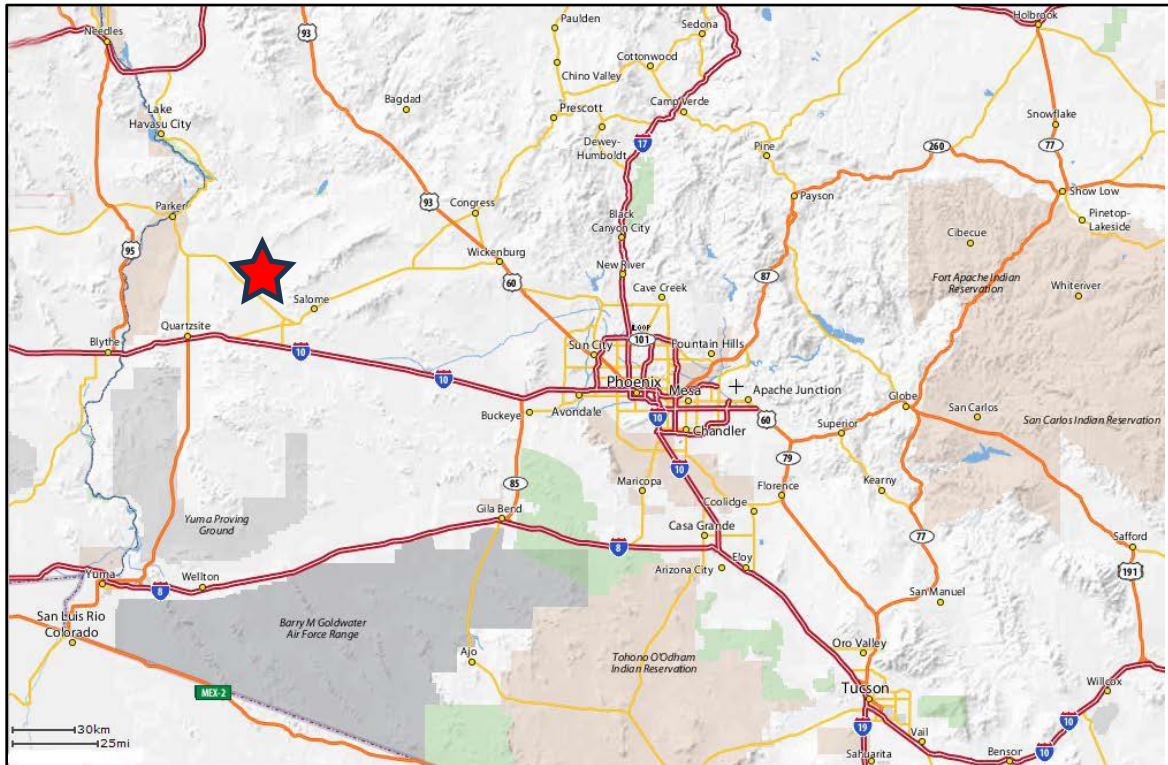 Needles
93
Paulden
Sedona
Holbrook
Cottonwood
Chino Valley
Bagdad
Prescott
Camp Verde
Lake
Havasu City
Dewey-
Humboldt
17
Pine
260
Snowflake
77
Show Low
Pinetop-
Lakeside
Payson
Parker
93
Congress
Black
Canyon City
Cibecue
95
Wickenburg
New River
87
Fort Apache Indian
Reservation
Whiteriver
60
Cave Creek
Salome
Quartzsite
Blythe
10
LOOP
101
Sun City
Fountain Hills
10
Phoenix
Mesa
Apache Junction
Buckeye
Avondale
10
60
Globe
San Carlos
San Carlos Indian Reservation
Chandler
Superior
79
10
85
Maricopa
Florence
Kearny
Coolidge
Gila Bend
Yuma Proving
Ground
Casa Grande
77
Safford
8
Eloy
Arizona City
191
Yuma
8
Wellton
San Manuel
San Luis Rio
Colorado
Barry M Goldwater
Air Force Range
Ajo
Tohono O'Odham
Indian Reservation
Oro Valley
MEX-2
Tucson
Willcox
30km
25mi
19
Vail
10
10
Sahuarita
Benson